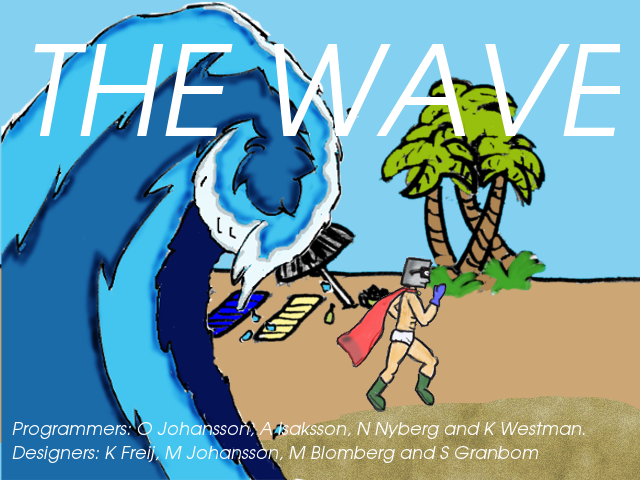 THE WAVE
Programmers: O Johansson, A Isaksson, N Nyberg and K Westman.
Designers: K Freij, M Johansson, M Blomberg and S Granbom